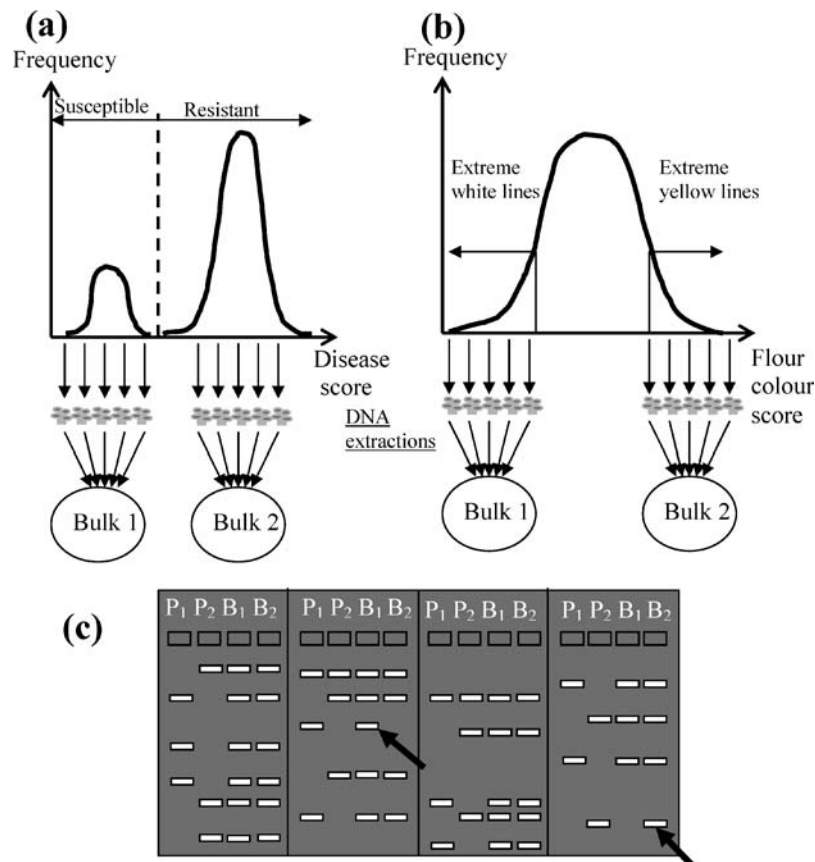 (a)
Frequency
Susceptible
Resistant
Disease
score
DNA
extractions
Bulk 1
Bulk 2
(b)
Frequency
Extreme
white lines
Extreme
yellow lines
Flour
colour
score
Bulk 1
Bulk 2
(c)
P₁ P₂ B₁ B₂
P₁ P₂ B₁ B₂
P₁ P₂ B₁ B₂
P₁ P₂ B₁ B₂